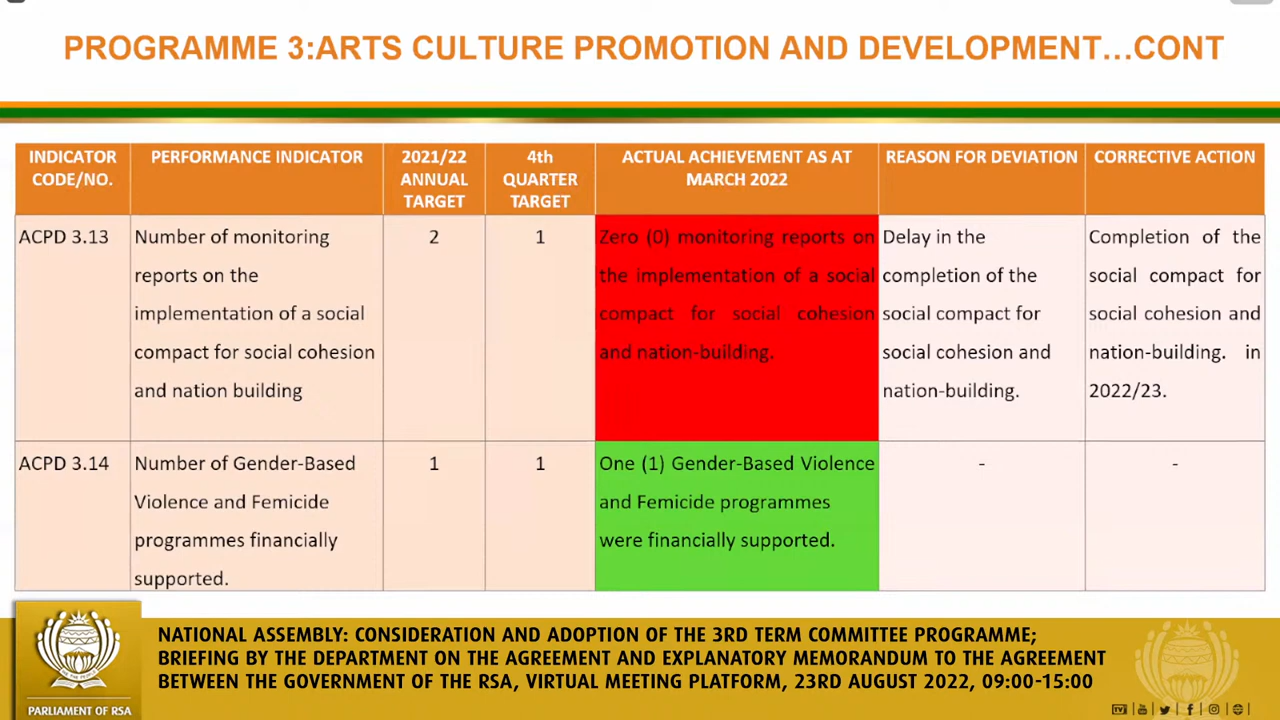 PROGRAMME 3:ARTS CULTURE PROMOTION AND DEVELOPMENT...CONT
INDICATOR CODE/NO.
PERFORMANCE INDICATOR
2021/22 ANNUAL TARGET
4th QUARTER TARGET
ACTUAL ACHIEVEMENT AS AT MARCH 2022
REASON FOR DEVIATION
CORRECTIVE ACTION
ACPD 3.13
Number of monitoring
reports on the
implementation of a social
compact for social cohesion
and nation building
2
1
Zero (0) monitoring reports on
the implementation of a social
compact for social cohesion
and nation-building.
Delay in the
completion of the
social compact for
social cohesion and
nation-building.
Completion of the
social compact for
social cohesion and
nation-building. in
2022/23.
ACPD 3.14
Number of Gender-Based
Violence and Femicide
programmes financially
supported.
1
1
One (1) Gender-Based Violence
and Femicide programmes
were financially supported.
-
-
NATIONAL ASSEMBLY: CONSIDERATION AND ADOPTION OF THE 3RD TERM COMMITTEE PROGRAMME;
BRIEFING BY THE DEPARTMENT ON THE AGREEMENT AND EXPLANATORY MEMORANDUM TO THE AGREEMENT
BETWEEN THE GOVERNMENT OF THE RSA, VIRTUAL MEETING PLATFORM, 23RD AUGUST 2022, 09:00-15:00
PARLIAMENT OF RSA